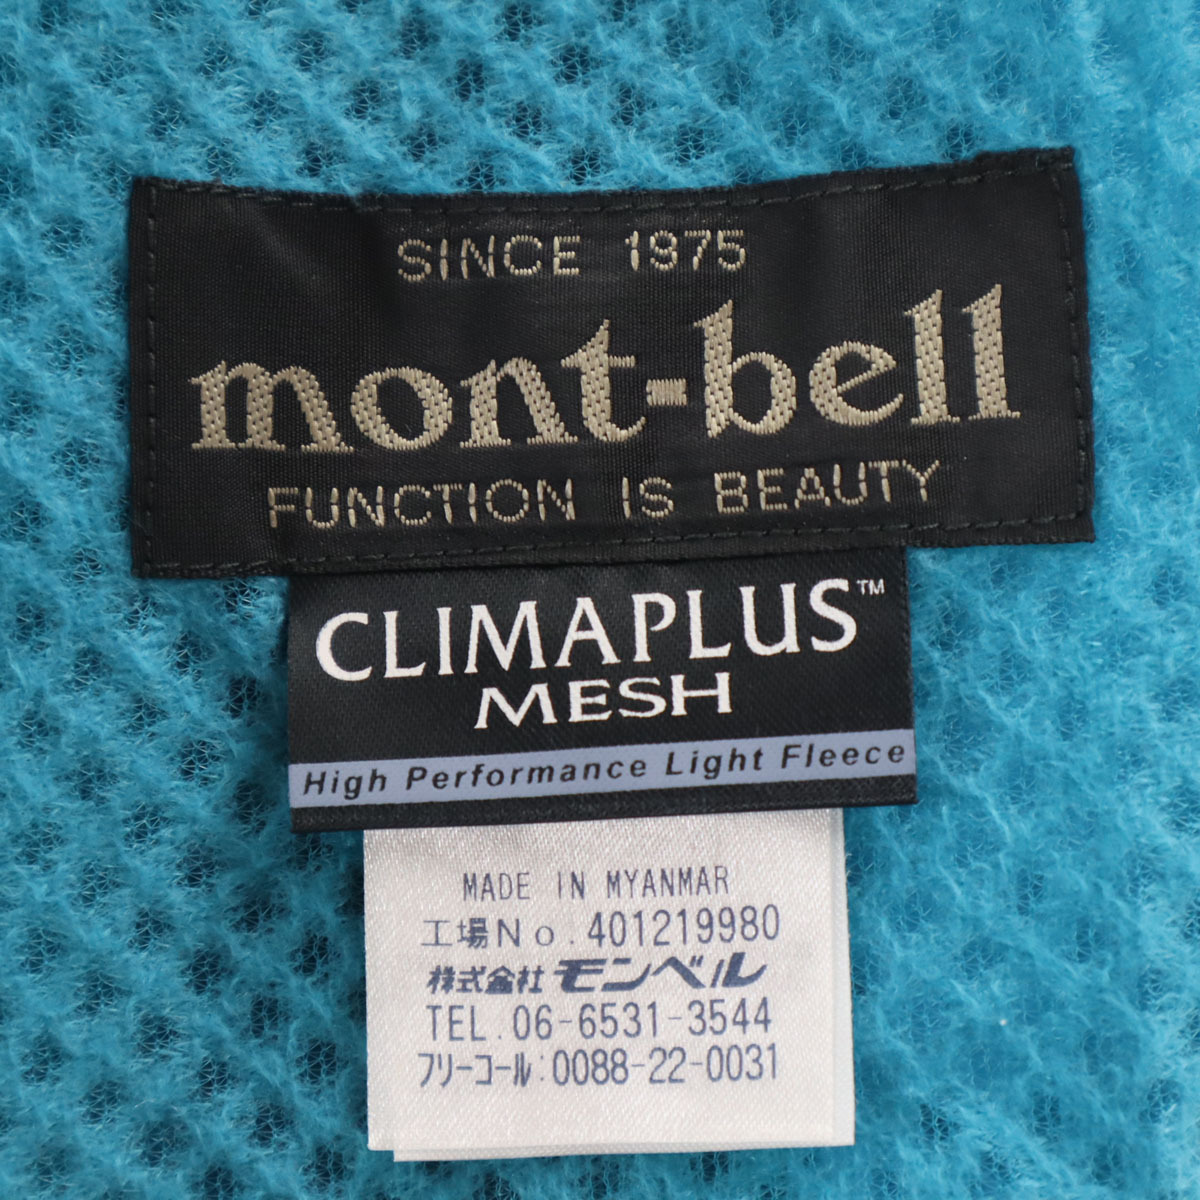 SINCE 1975
mont-bell
FUNCTION IS BEAUTY
CLIMAPLUS™
MESH
High Performance Light Fleece
MADE IN MYANMAR
工場No.401219980
株式会社モンベル
TEL.06-6531-3544
フリーコール:0088-22-0031